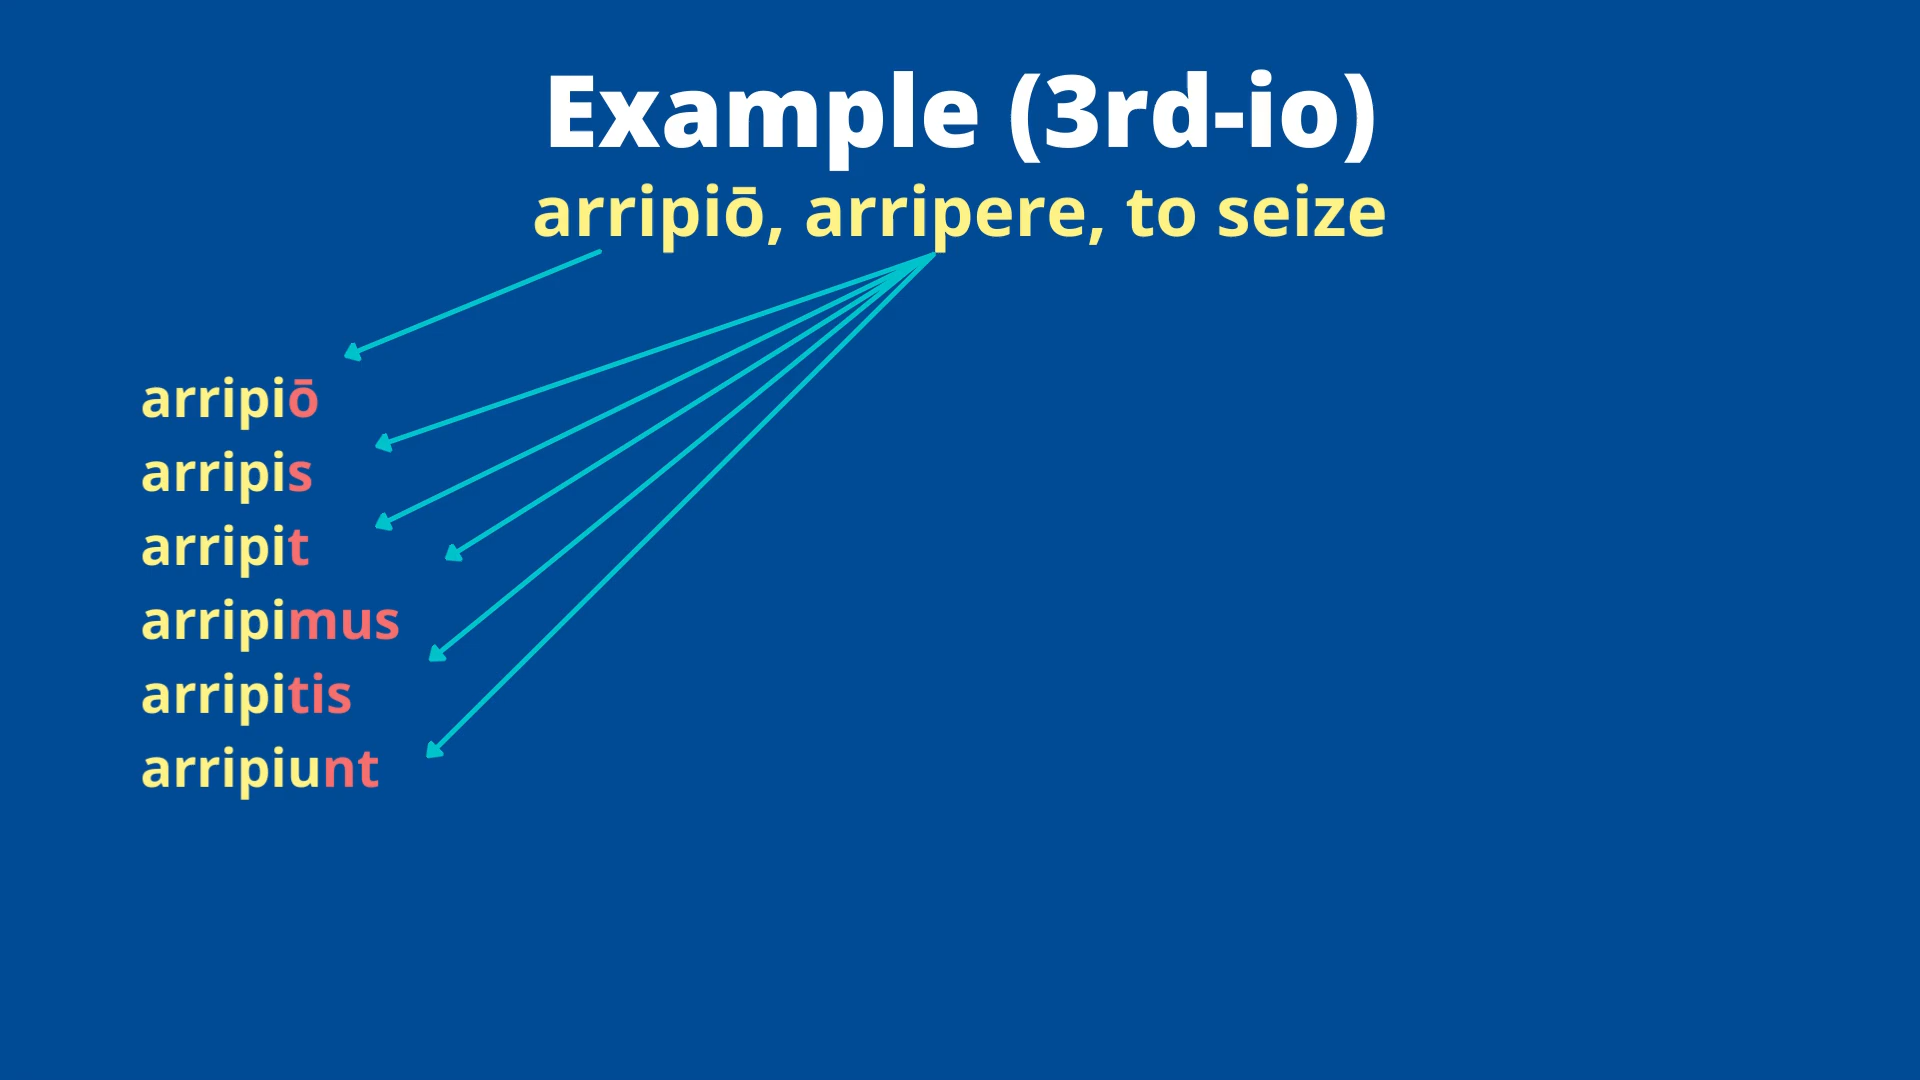 Example (3rd-io)
arripiō, arripere, to seize
arripiō
arripis
arripit
arripimus
arripitis
arripiunt